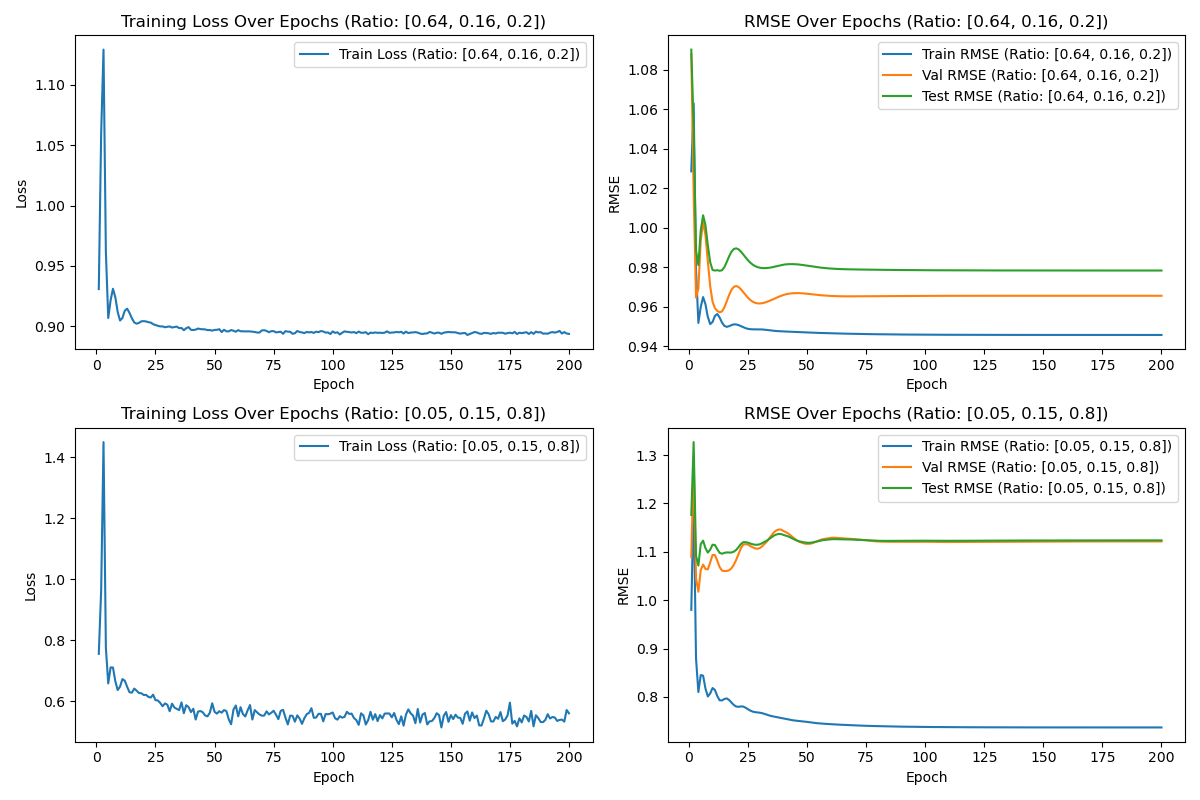 Training Loss Over Epochs (Ratio: [0.64, 0.16, 0.2])
Train Loss (Ratio: [0.64, 0.16, 0.2])
1.10
1.05
1.00
0.95
0.90
Loss
0 25 50 75 100 125 150 175 200
Epoch
RMSE Over Epochs (Ratio: [0.64, 0.16, 0.2])
Train RMSE (Ratio: [0.64, 0.16, 0.2])
Val RMSE (Ratio: [0.64, 0.16, 0.2])
Test RMSE (Ratio: [0.64, 0.16, 0.2])
1.08
1.06
1.04
1.02
1.00
0.98
0.96
0.94
RMSE
0 25 50 75 100 125 150 175 200
Epoch
Training Loss Over Epochs (Ratio: [0.05, 0.15, 0.8])
Train Loss (Ratio: [0.05, 0.15, 0.8])
1.4
1.2
1.0
0.8
0.6
Loss
0 25 50 75 100 125 150 175 200
Epoch
RMSE Over Epochs (Ratio: [0.05, 0.15, 0.8])
Train RMSE (Ratio: [0.05, 0.15, 0.8])
Val RMSE (Ratio: [0.05, 0.15, 0.8])
Test RMSE (Ratio: [0.05, 0.15, 0.8])
1.3
1.2
1.1
1.0
0.9
0.8
RMSE
0 25 50 75 100 125 150 175 200
Epoch